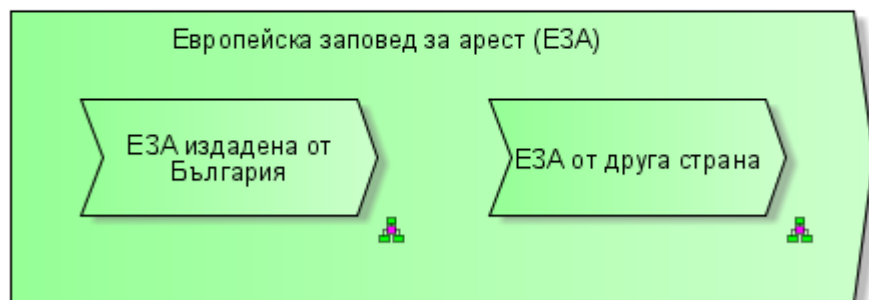 Европейска заповед за арест (ЕЗА)
ЕЗА издадена от
България
ЕЗА от друга страна